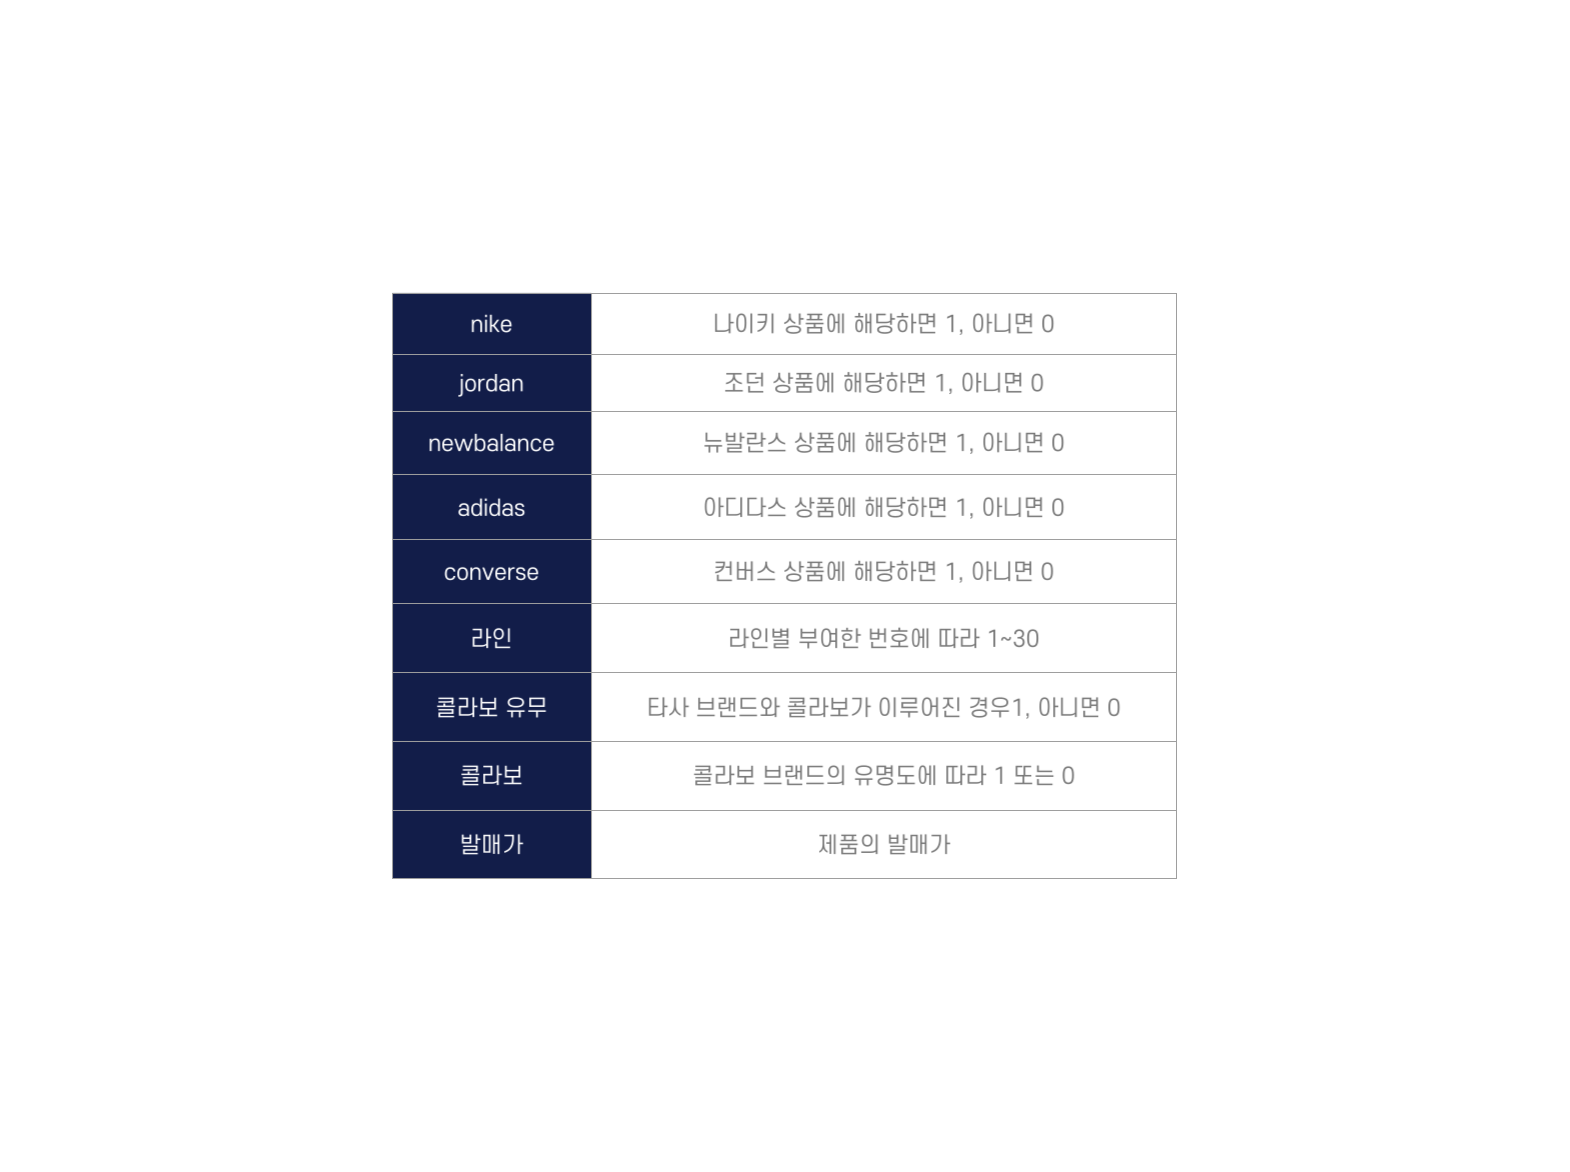 nike 나이키 상품에 해당하면 1, 아니면 0
jordan 조던 상품에 해당하면 1, 아니면 0
newbalance 뉴발란스 상품에 해당하면 1, 아니면 0
adidas 아디다스 상품에 해당하면 1, 아니면 0
converse 컨버스 상품에 해당하면 1, 아니면 0
라인 라인별 부여한 번호에 따라 1~30
콜라보 유무 타사 브랜드와 콜라보가 이루어진 경우1, 아니면 0
콜라보 콜라보 브랜드의 유명도에 따라 1 또는 0
발매가 제품의 발매가